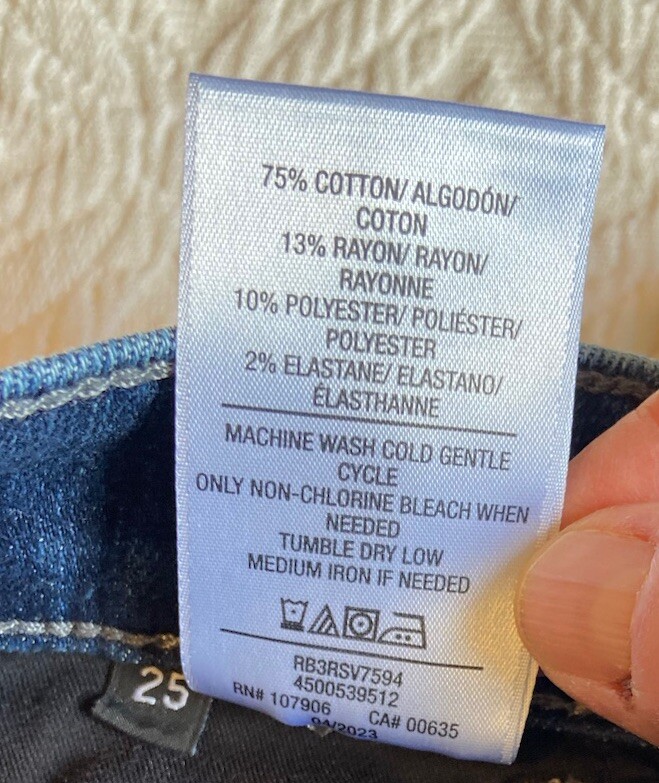 75% COTTON/ ALGODÓN/
COTON
13% RAYON/ RAYON/
RAYONNE
10% POLYESTER/ POLIÉSTER/
POLYESTER
2% ELASTANE/ ELASTANO/
ÉLASTHANNE
MACHINE WASH COLD GENTLE
CYCLE
ONLY NON-CHLORINE BLEACH WHEN
NEEDED
TUMBLE DRY LOW
MEDIUM IRON IF NEEDED
RB3RSV7594
4500539512
RN# 107906 CA# 00635
04/2023
25